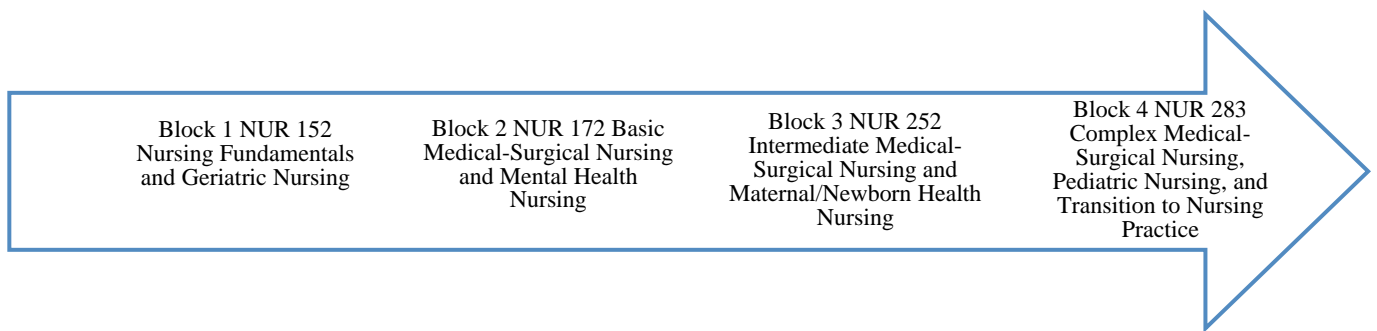 Block 1 NUR 152
Nursing Fundamentals
and Geriatric Nursing
Block 2 NUR 172 Basic
Medical-Surgical Nursing
and Mental Health
Nursing
Block 3 NUR 252
Intermediate Medical-
Surgical Nursing and
Maternal/Newborn Health
Nursing
Block 4 NUR 283
Complex Medical-
Surgical Nursing,
Pediatric Nursing, and
Transition to Nursing
Practice